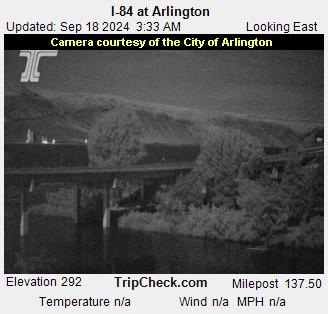 I-84 at Arlington
Updated: Sep 18 2024 3:33 AM Looking East
Camera courtesy of the City of Arlington
Elevation 292 TripCheck.com Milepost 137.50
Temperature n/a Wind n/a MPH n/a